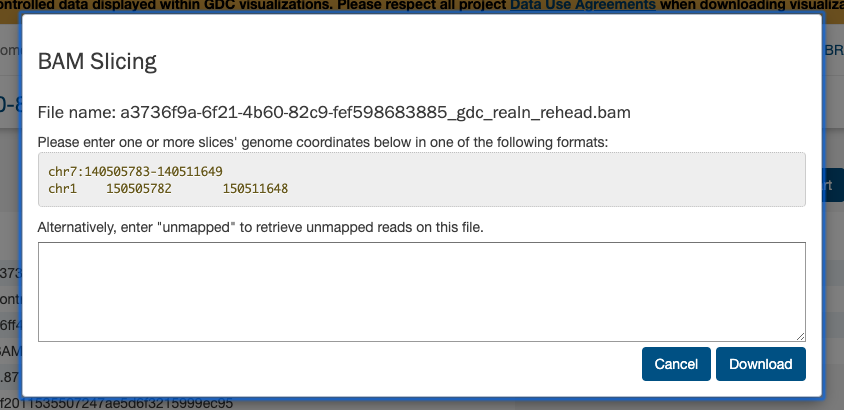 controlled data displayed within GDC visualizations. Please respect all project Data Use Agreements when downloading
BAM Slicing
File name: a3736f9a-6f21-4b60-82c9-fef598683885_gdc_realn_rehead.bam
Please enter one or more slices' genome coordinates below in one of the following formats:
chr7:140505783-140511649
chr1 150505782 150511648
Alternatively, enter "unmapped" to retrieve unmapped reads on this file.
Cancel Download